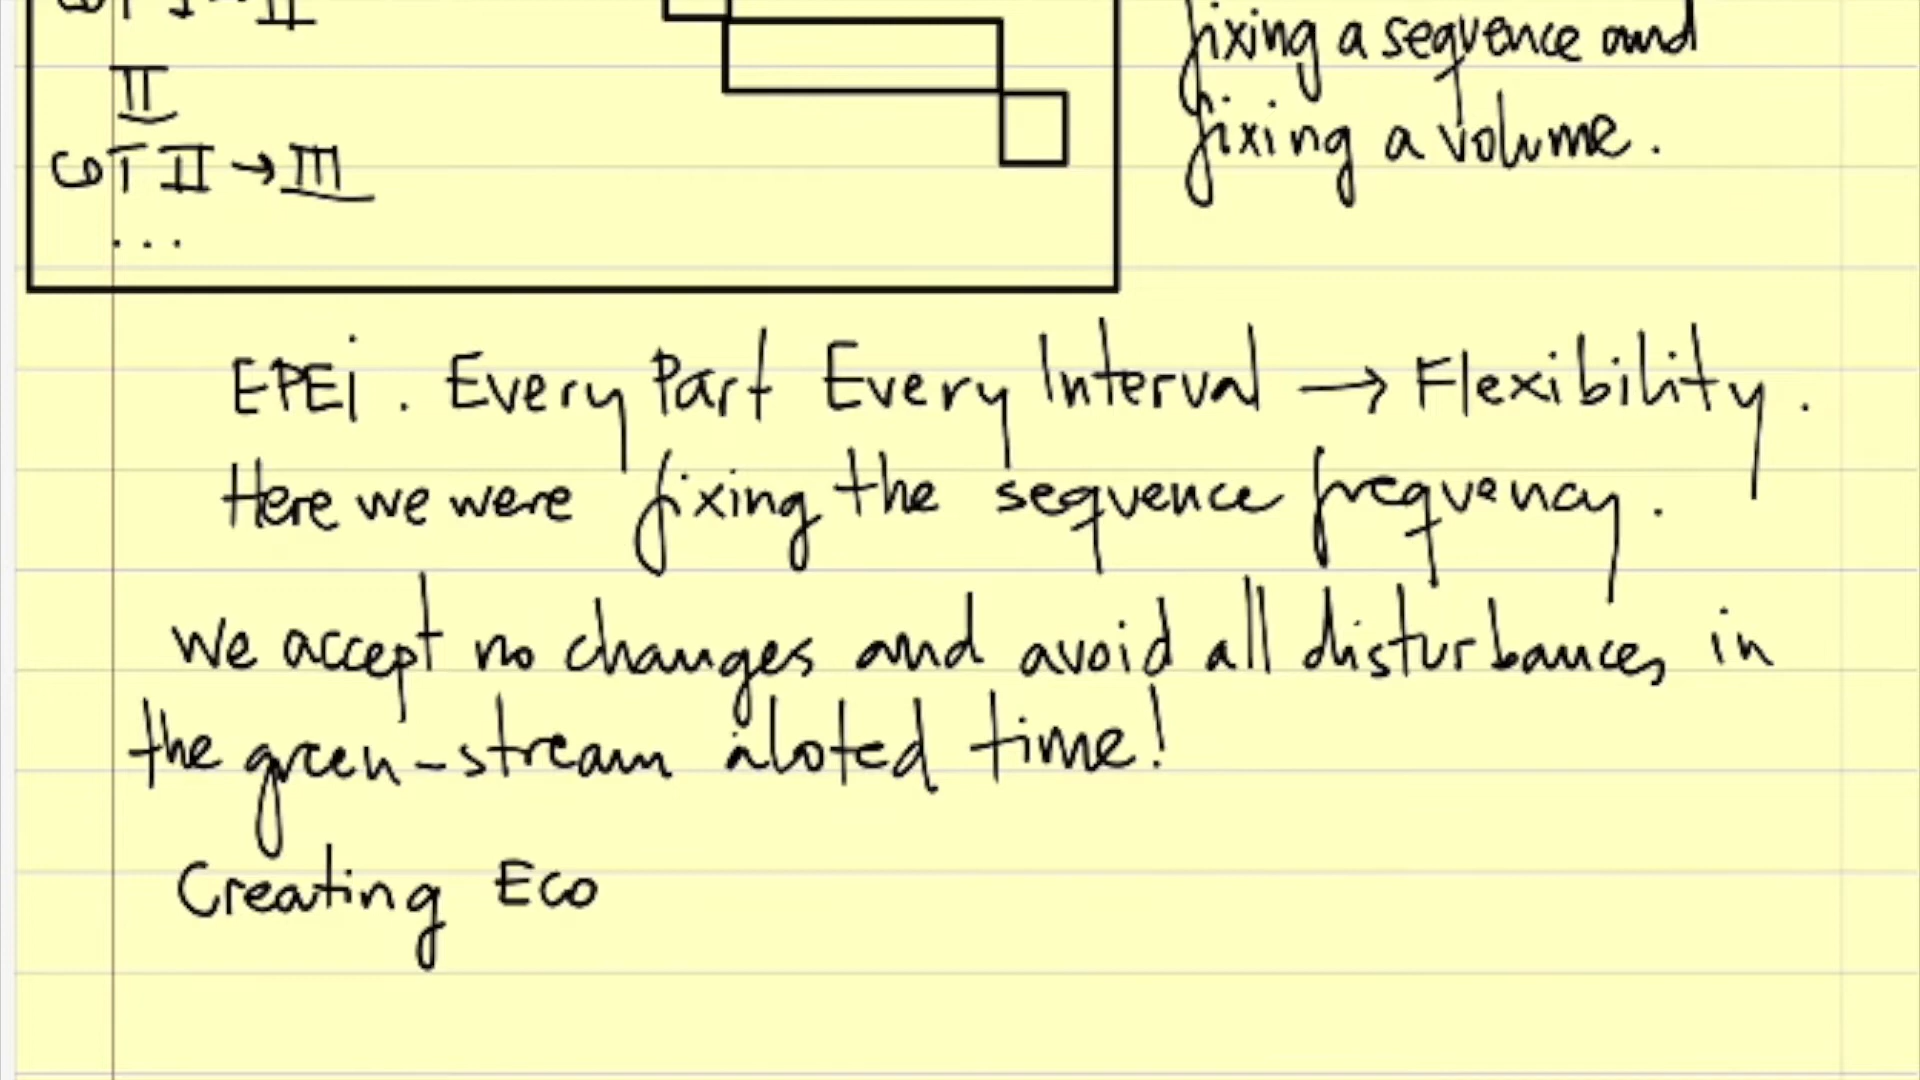 CoT I → II
fixing a sequence and
II
fixing a volume.
CoT II → III
...
EPEi. Every Part Every Interval → Flexibility.
Here we were fixing the sequence frequency.
We accept no changes and avoid all disturbances in
the green-stream aloted time!
Creating Eco